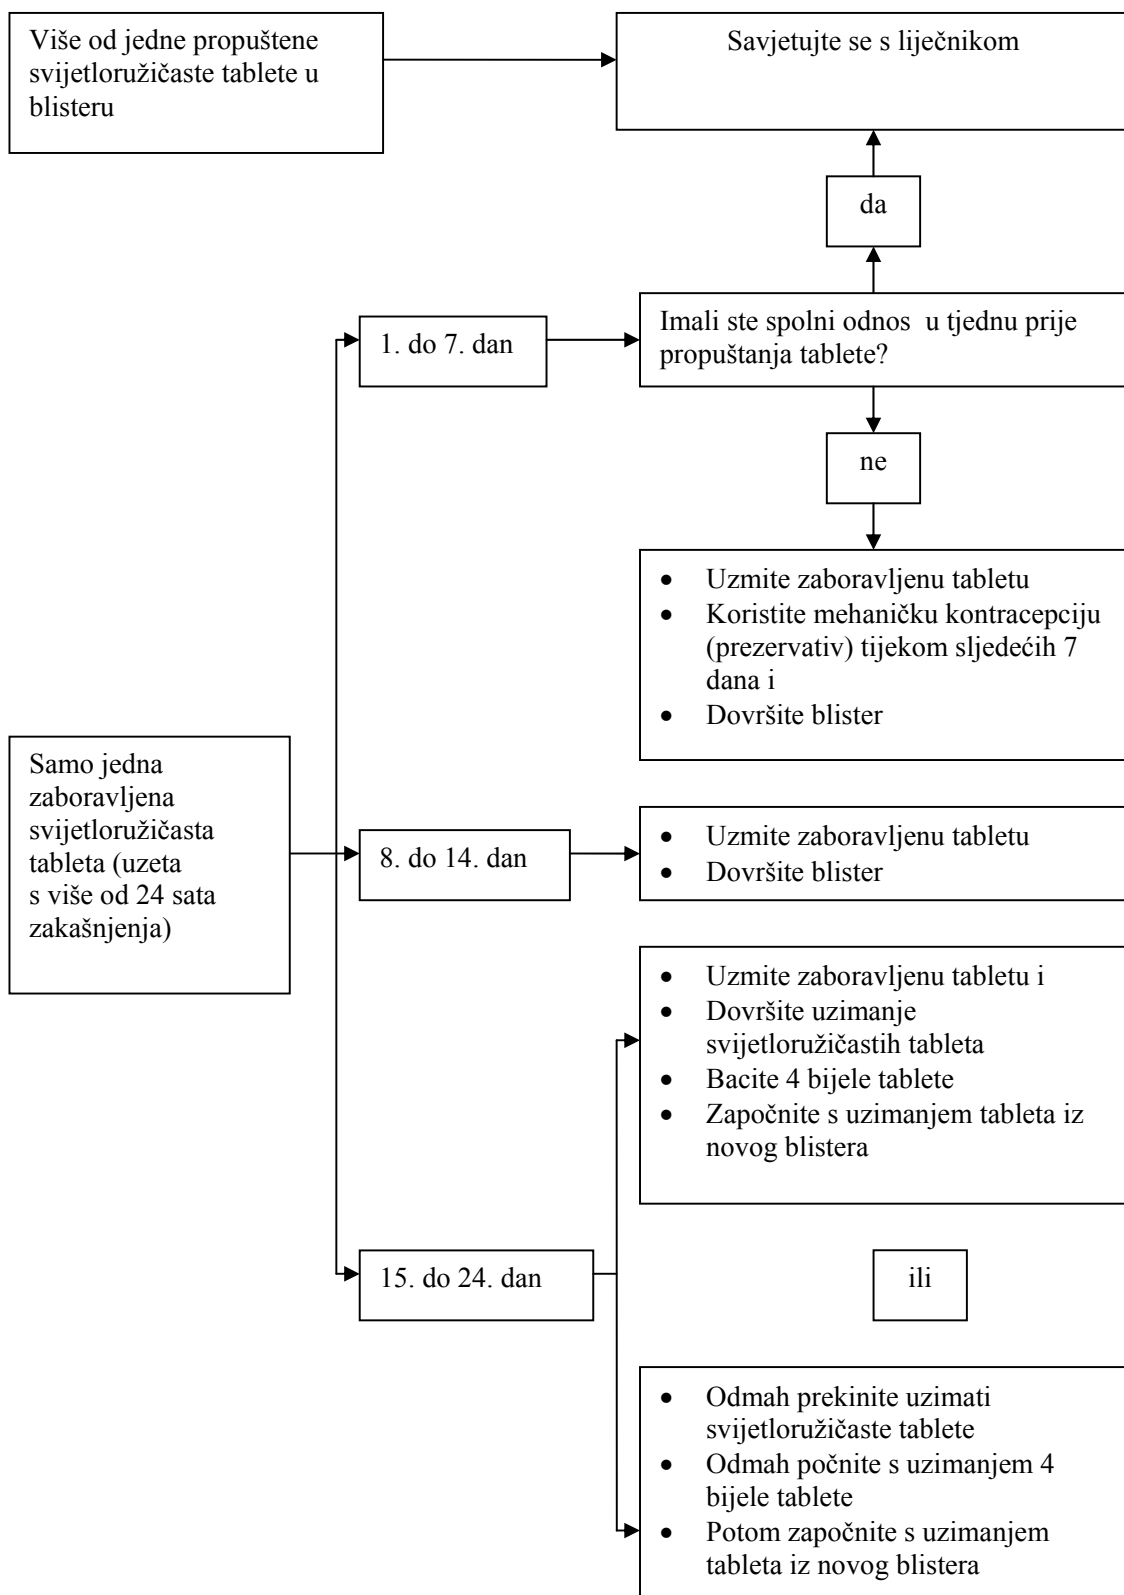 Više od jedne propuštene
svijetloružičaste tablete u
blisteru
Savjetujte se s liječnikom
da
1. do 7. dan
Imali ste spolni odnos  u tjednu prije
propuštanja tablete?
ne
• Uzmite zaboravljenu tabletu
• Koristite mehaničku kontracepciju
(prezervativ) tijekom sljedećih 7
dana i
• Dovršite blister
Samo jedna
zaboravljena
svijetloružičasta
tableta (uzeta
s više od 24 sata
zakašnjenja)
8. do 14. dan
• Uzmite zaboravljenu tabletu
• Dovršite blister
• Uzmite zaboravljenu tabletu i
• Dovršite uzimanje
svijetloružičastih tableta
• Bacite 4 bijele tablete
• Započnite s uzimanjem tableta iz
novog blistera
15. do 24. dan
ili
• Odmah prekinite uzimati
svijetloružičaste tablete
• Odmah počnite s uzimanjem 4
bijele tablete
• Potom započnite s uzimanjem
tableta iz novog blistera